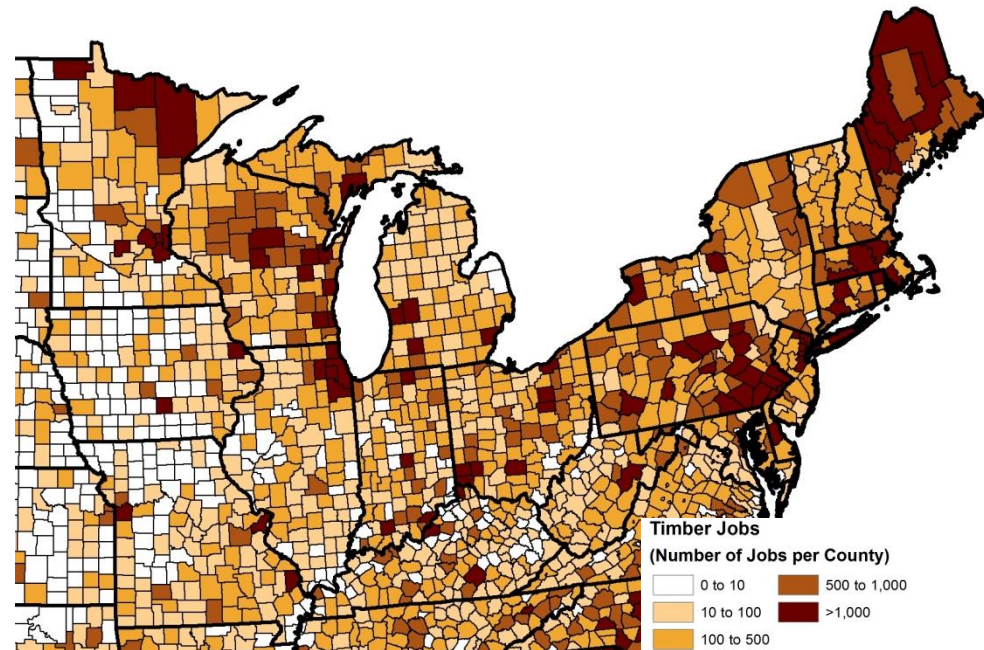 Timber Jobs
(Number of Jobs per County)
0 to 10
500 to 1,000
10 to 100
>1,000
100 to 500